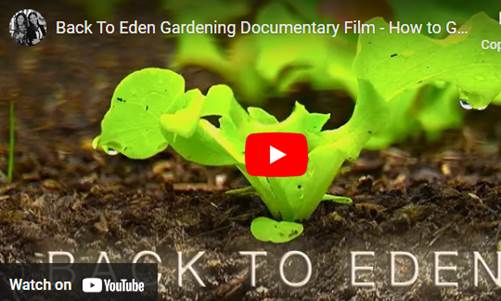 Back To Eden Gardening Documentary Film - How to G...
Cop
BACK TO EDEN
Watch on YouTube